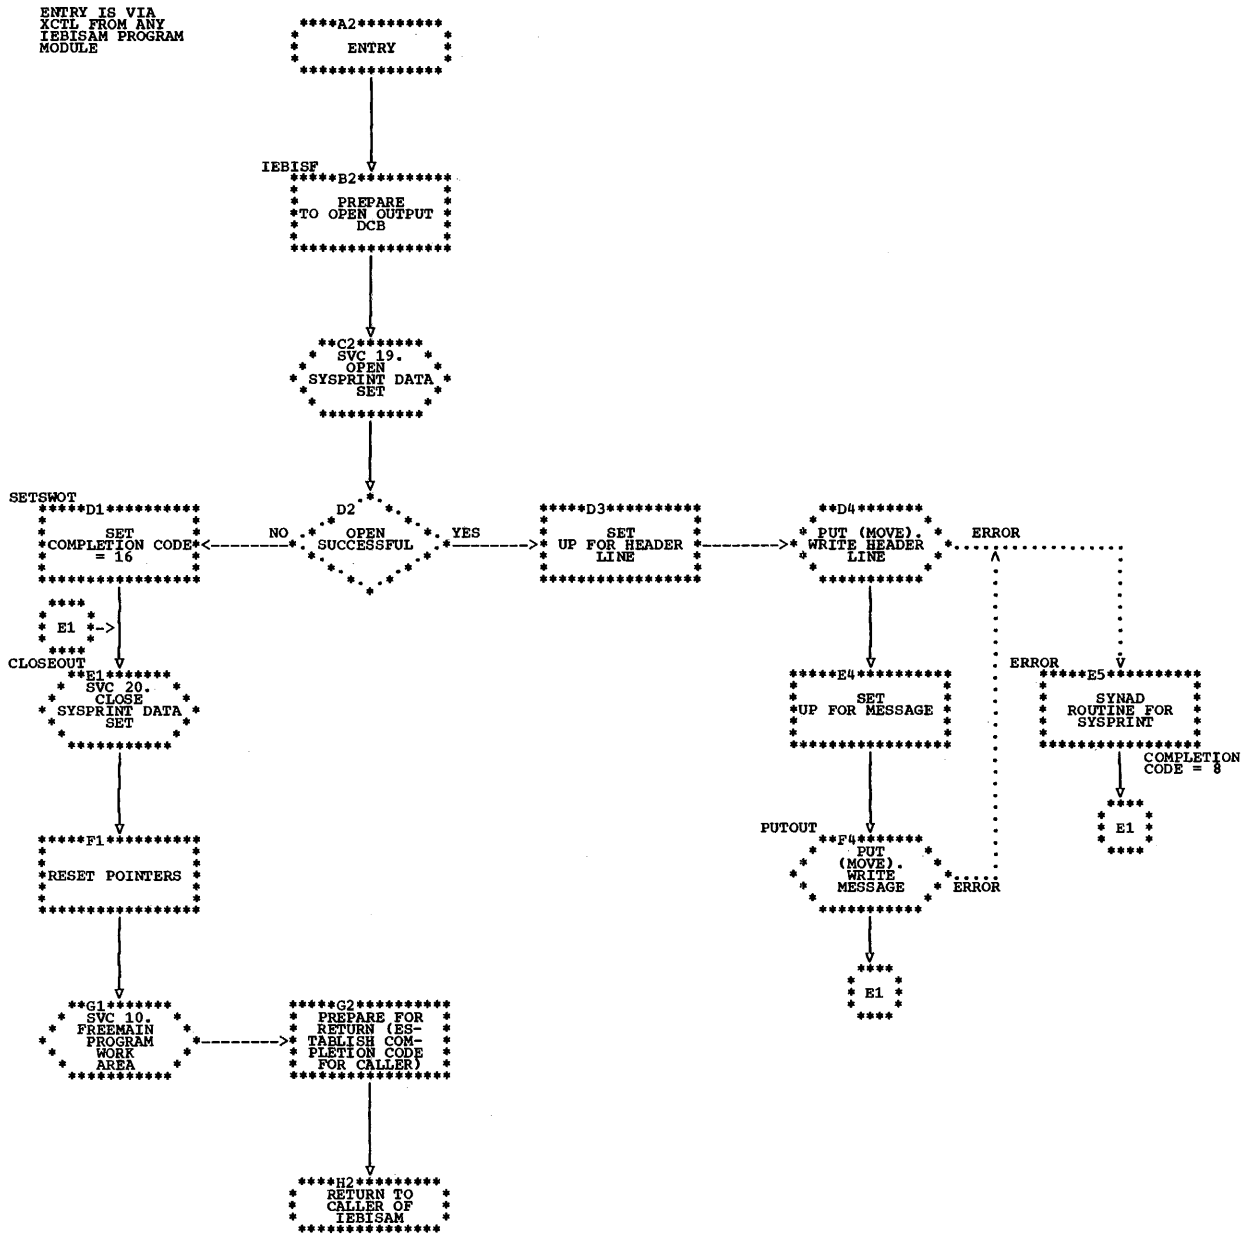 ENTRY IS VIA
XCTL FROM ANY
IEBISAM PROGRAM
MODULE
****A2*********
ENTRY
IEBISF
*****B2**********
PREPARE
TO OPEN OUTPUT
DCB
**C2*******
SVC 19.
OPEN
SYSPRINT DATA
SET
D2
OPEN
SUCCESSFUL
NO
YES
SETSWOT
*****D1**********
SET
COMPLETION CODE
= 16
****D3***********
SET
UP FOR HEADER
LINE
**D4*******
PUT (MOVE).
WRITE HEADER
LINE
ERROR
E1
CLOSEOUT
**E1*******
SVC 20.
CLOSE
SYSPRINT DATA
SET
*****E4**********
SET
UP FOR MESSAGE
ERROR
*****E5**********
SYNAD
ROUTINE FOR
SYSPRINT
COMPLETION
CODE = 8
E1
*****F1**********
RESET POINTERS
PUTOUT
**F4*******
PUT
(MOVE).
WRITE
MESSAGE
ERROR
E1
**G1*******
SVC 10.
FREEMAIN
PROGRAM
WORK
AREA
*****G2**********
PREPARE FOR
RETURN (ES-
TABLISH COM-
PLETION CODE
FOR CALLER)
****H2*********
RETURN TO
CALLER OF
IEBISAM